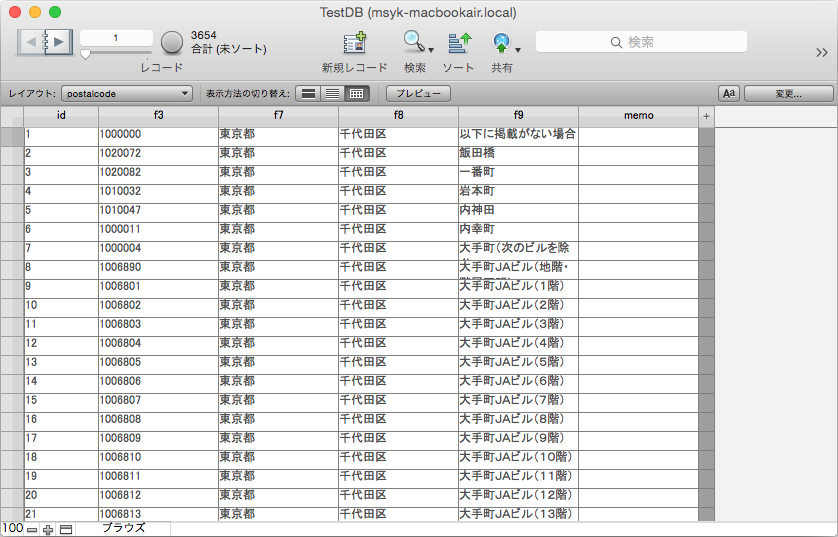 TestDB (msyk-macbookair.local)
1
3654
合計 (未ソート)
レコード
新規レコード
検索
ソート
共有
検索
レイアウト:
postalcode
表示方法の切り替え:
プレビュー
Aa
変更...
id f3 f7 f8 f9 memo +
1 1000000 東京都 千代田区 以下に掲載がない場合
2 1020072 東京都 千代田区 飯田橋
3 1020082 東京都 千代田区 一番町
4 1010032 東京都 千代田区 岩本町
5 1010047 東京都 千代田区 内神田
6 1000011 東京都 千代田区 内幸町
7 1000004 東京都 千代田区 大手町(次のビルを除
8 1006890 東京都 千代田区 大手町JAビル(地階・
9 1006801 東京都 千代田区 大手町JAビル(1階)
10 1006802 東京都 千代田区 大手町JAビル(2階)
11 1006803 東京都 千代田区 大手町JAビル(3階)
12 1006804 東京都 千代田区 大手町JAビル(4階)
13 1006805 東京都 千代田区 大手町JAビル(5階)
14 1006806 東京都 千代田区 大手町JAビル(6階)
15 1006807 東京都 千代田区 大手町JAビル(7階)
16 1006808 東京都 千代田区 大手町JAビル(8階)
17 1006809 東京都 千代田区 大手町JAビル(9階)
18 1006810 東京都 千代田区 大手町JAビル(10階)
19 1006811 東京都 千代田区 大手町JAビル(11階)
20 1006812 東京都 千代田区 大手町JAビル(12階)
21 1006813 東京都 千代田区 大手町JAビル(13階)
100
ブラウズ